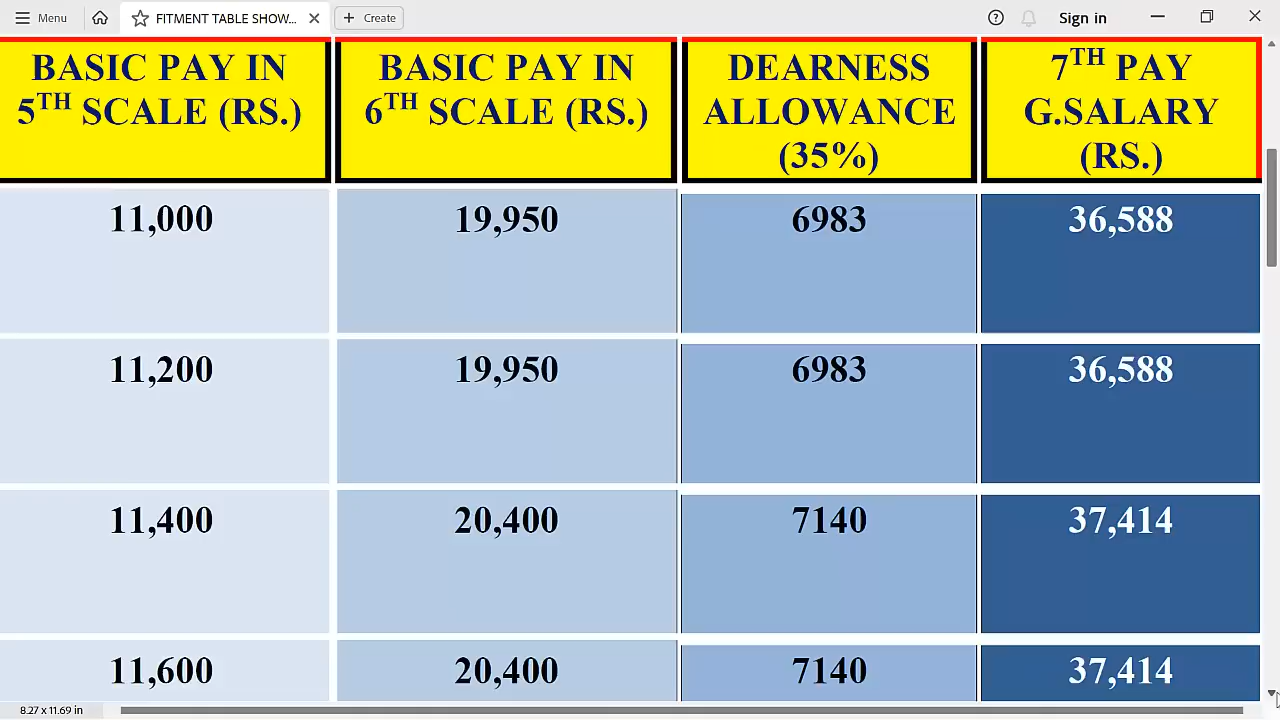 Menu
FITMENT TABLE SHOW...
Create
Sign in
BASIC PAY IN
5TH SCALE (RS.)
BASIC PAY IN
6TH SCALE (RS.)
DEARNESS
ALLOWANCE
(35%)
7TH PAY
G.SALARY
(RS.)
11,000 19,950 6983 36,588
11,200 19,950 6983 36,588
11,400 20,400 7140 37,414
11,600 20,400 7140 37,414
8.27 x 11.69 in